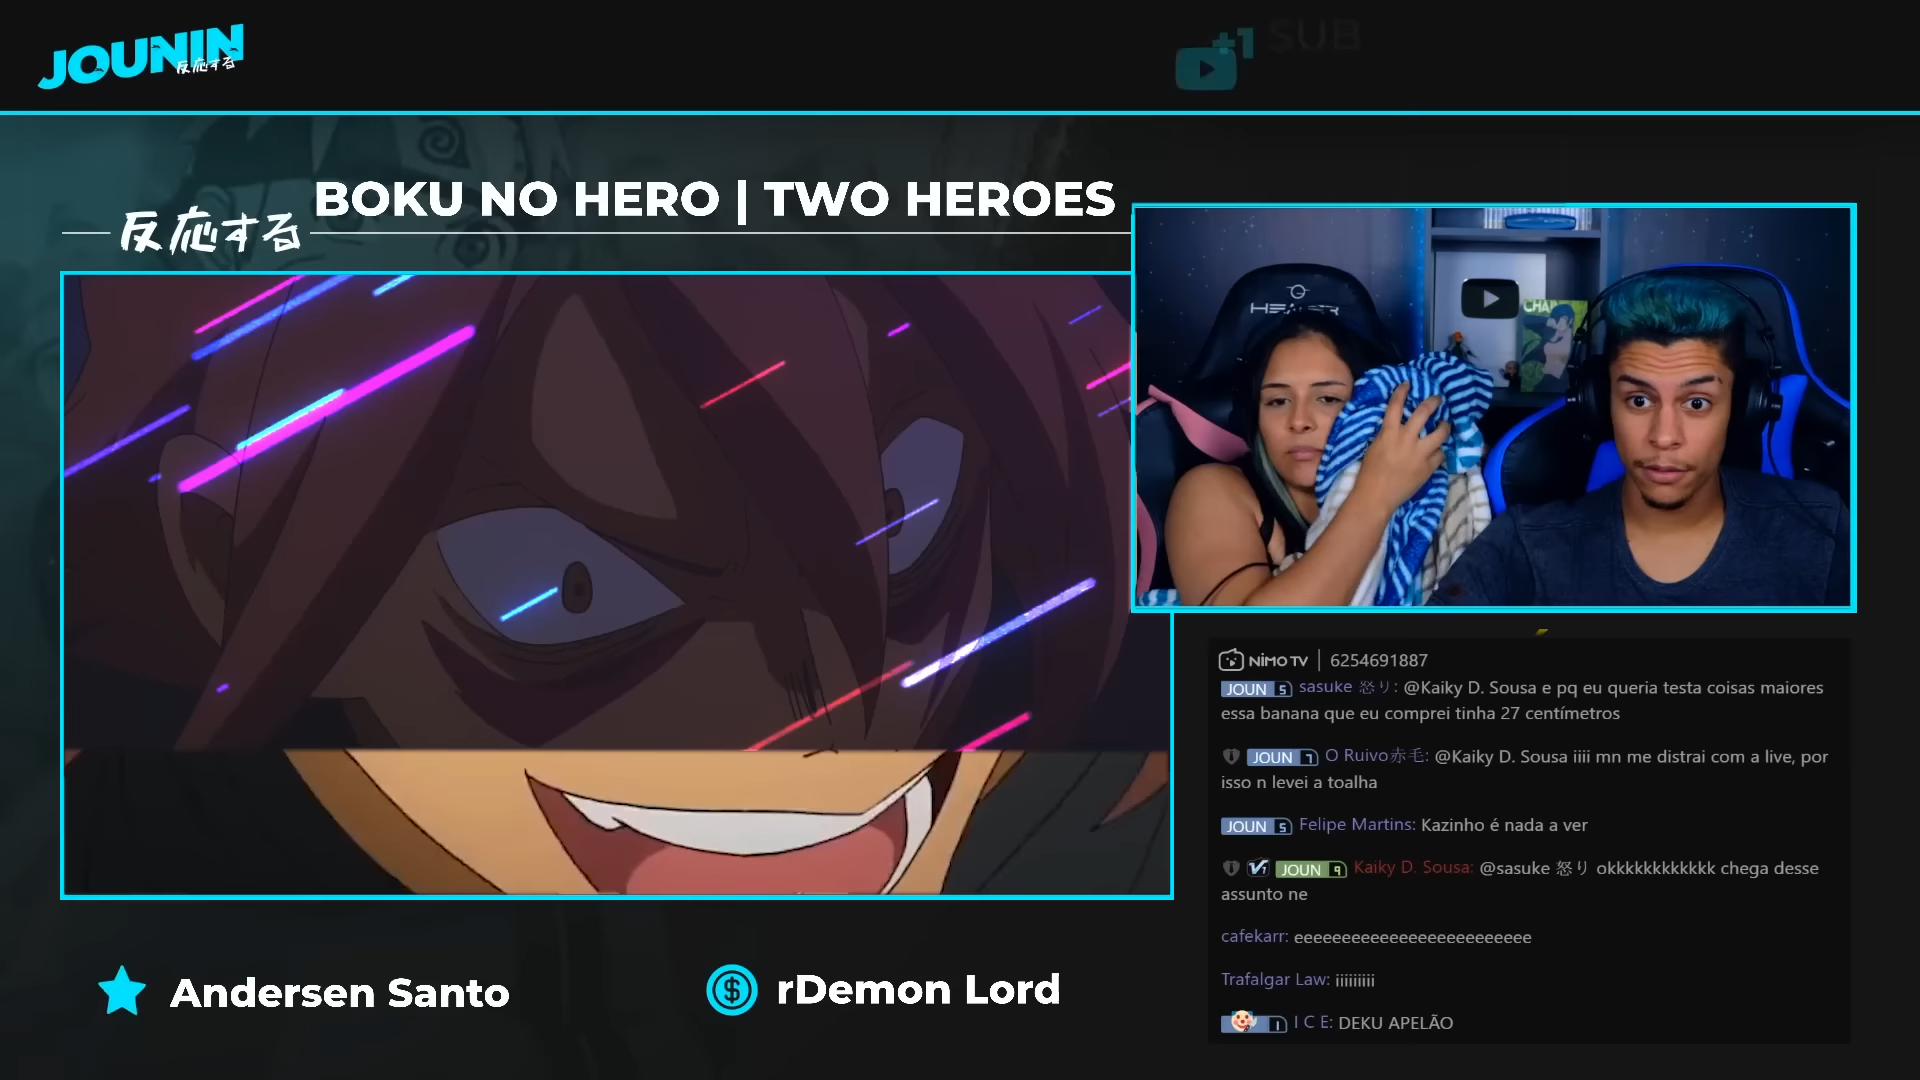 JOUNIN
反応する
+1 SUB
BOKU NO HERO | TWO HEROES
反応する
CHA
NIMO TV | 6254691887
JOUN 5 sasuke 怒り: @Kaiky D. Sousa e pq eu queria testa coisas maiores
essa banana que eu comprei tinha 27 centímetros
JOUN 7 O Ruivo赤毛: @Kaiky D. Sousa iiii mn me distrai com a live, por
isso n levei a toalha
JOUN 5 Felipe Martins: Kazinho é nada a ver
JOUN 9 Kaiky D. Sousa: @sasuke 怒り okkkkkkkkkkkk chega desse
assunto ne
cafekarr: eeeeeeeeeeeeeeeeeeeeeeeee
Trafalgar Law: iiiiiiiii
1 I C E: DEKU APELÃO
Andersen Santo
rDemon Lord